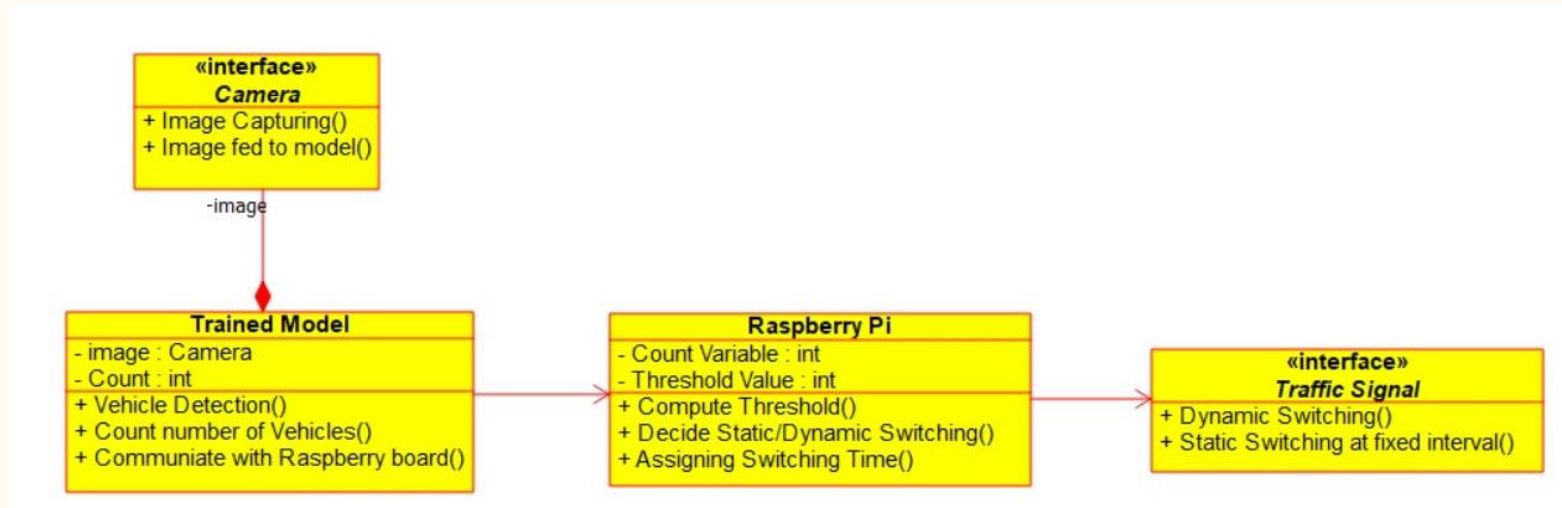 «interface»
Camera
+ Image Capturing()
+ Image fed to model()
-image
Trained Model
- image : Camera
- Count : int
+ Vehicle Detection()
+ Count number of Vehicles()
+ Communiate with Raspberry board()
Raspberry Pi
- Count Variable : int
- Threshold Value : int
+ Compute Threshold()
+ Decide Static/Dynamic Switching()
+ Assigning Switching Time()
«interface»
Traffic Signal
+ Dynamic Switching()
+ Static Switching at fixed interval()